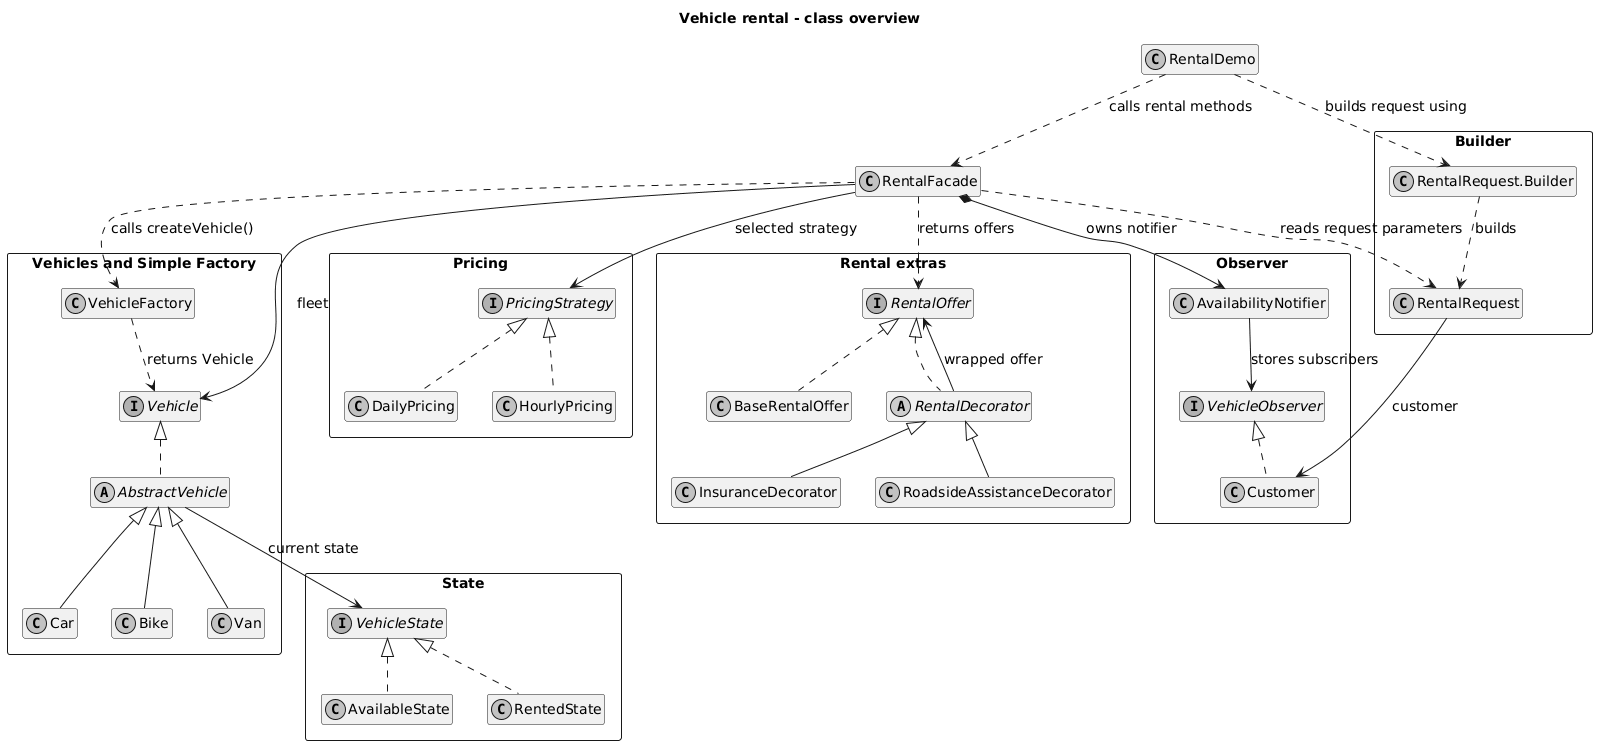 Vehicle rental - class overview
C RentalDemo
calls rental methods
builds request using
Builder
C RentalFacade
C RentalRequest.Builder
calls createVehicle()
selected strategy
returns offers
owns notifier
reads request parameters
builds
Vehicles and Simple Factory
Pricing
Rental extras
Observer
C VehicleFactory
fleet
I PricingStrategy
I RentalOffer
C AvailabilityNotifier
C RentalRequest
returns Vehicle
wrapped offer
stores subscribers
I Vehicle
C DailyPricing
C HourlyPricing
C BaseRentalOffer
A RentalDecorator
I VehicleObserver
customer
A AbstractVehicle
C InsuranceDecorator
C RoadsideAssistanceDecorator
C Customer
current state
State
C Car
C Bike
C Van
I VehicleState
C AvailableState
C RentedState